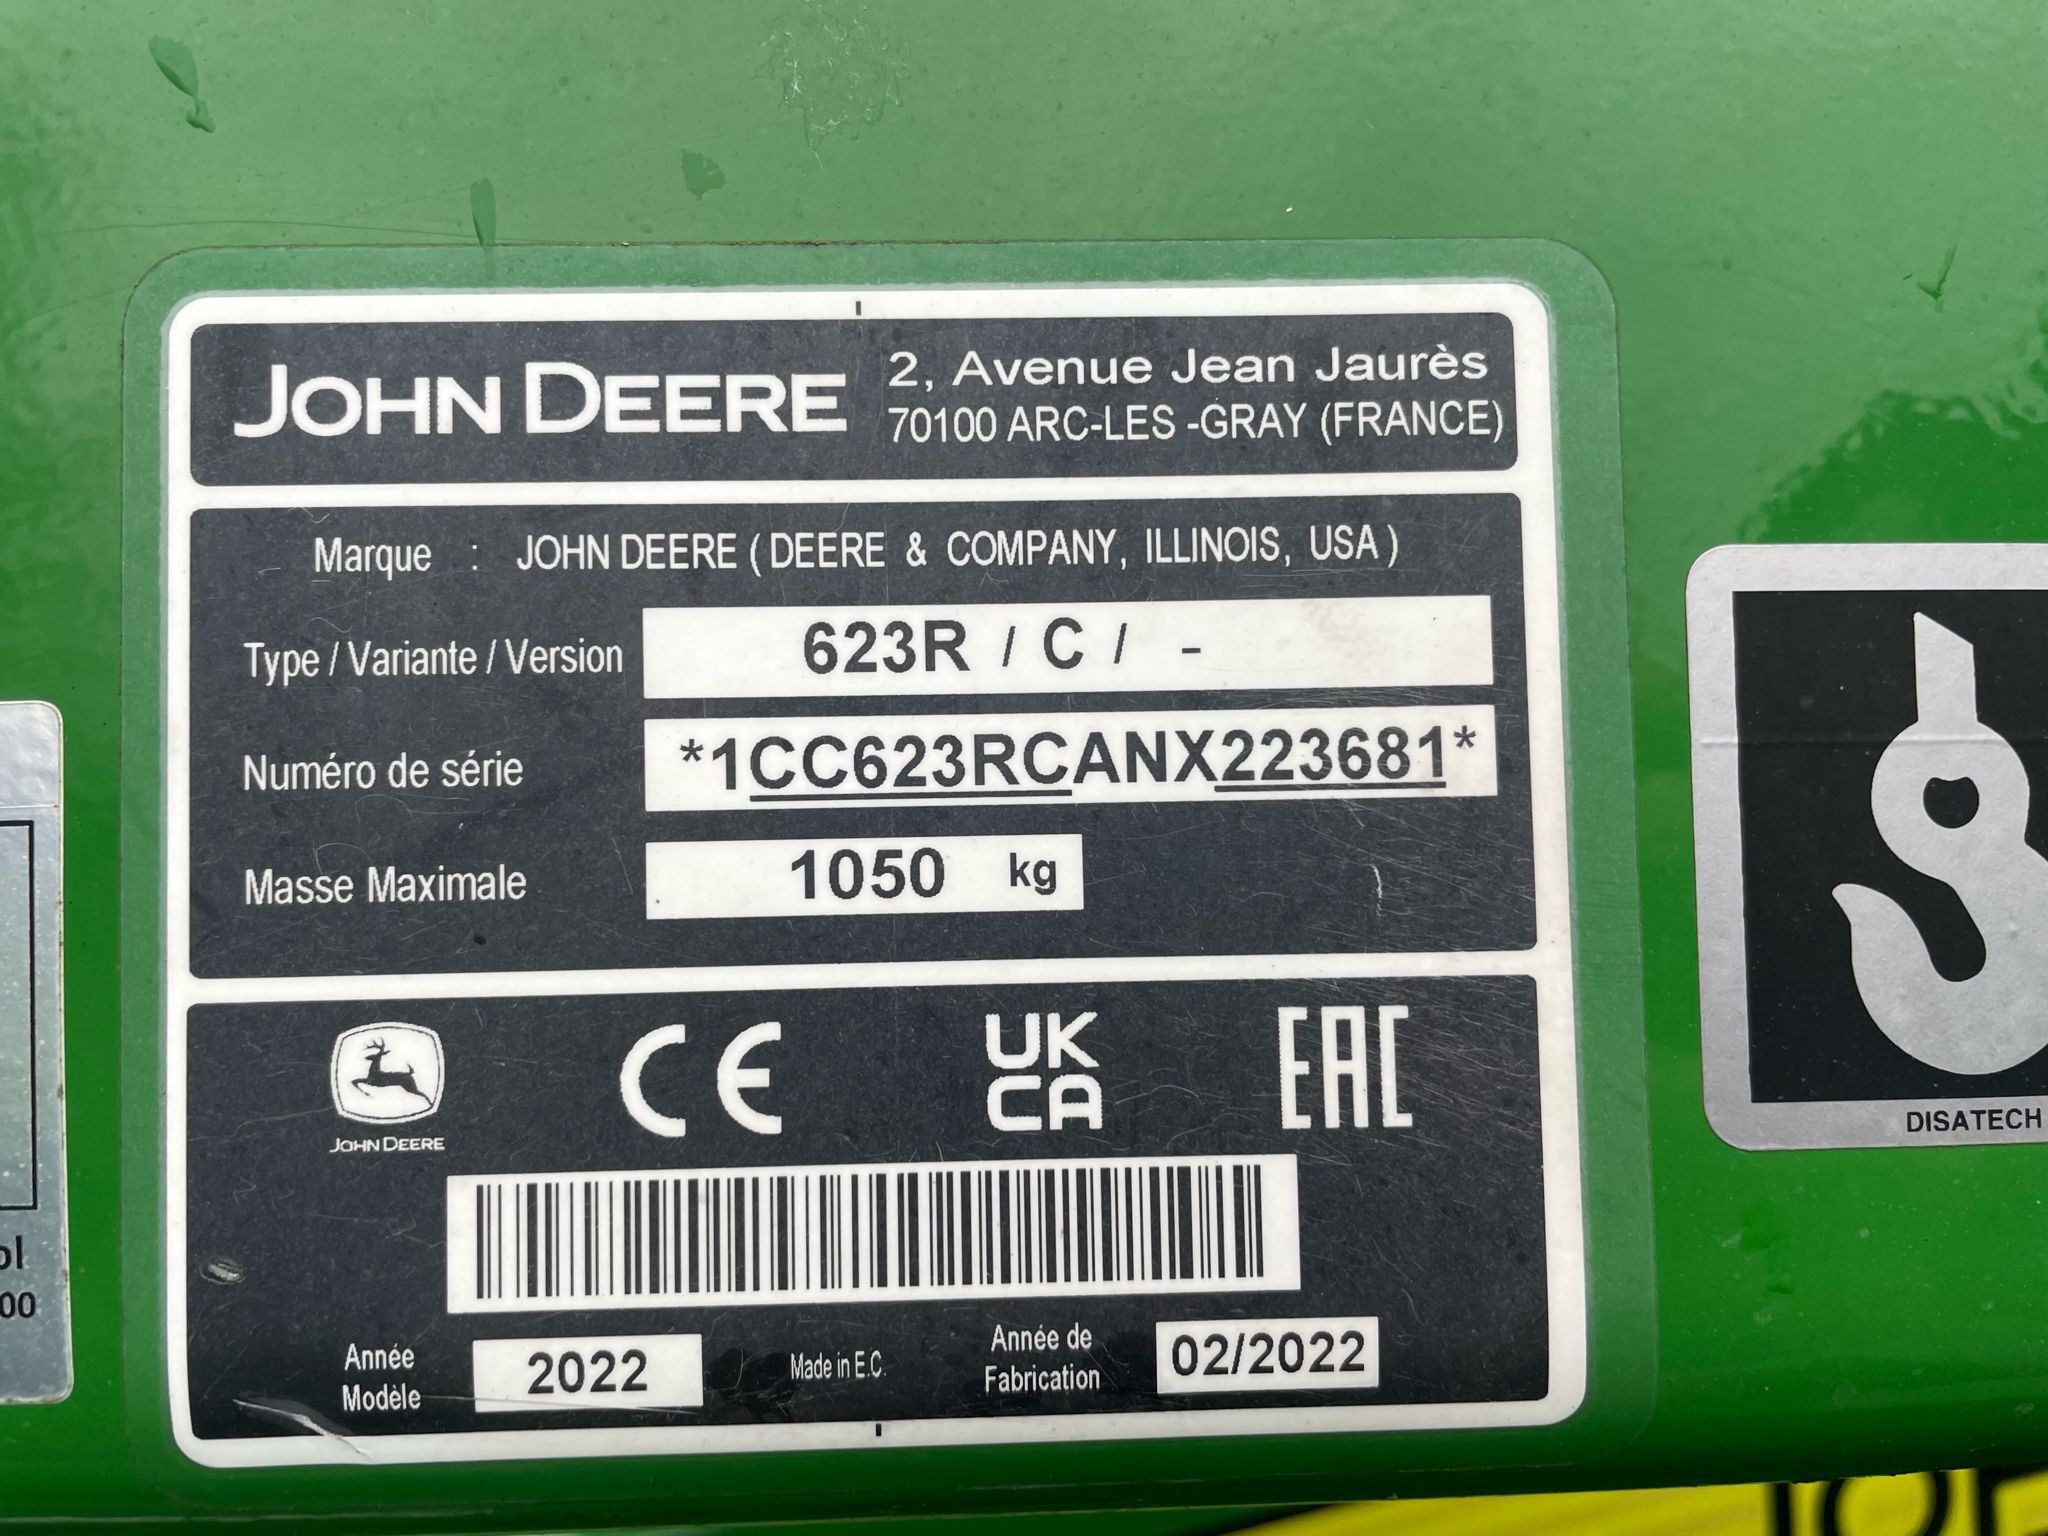 JOHN DEERE
2, Avenue Jean Jaurès
70100 ARC-LES -GRAY (FRANCE)
Marque : JOHN DEERE ( DEERE & COMPANY, ILLINOIS, USA )
Type / Variante / Version 623R / C / -
Numéro de série *1CC623RCANX223681*
Masse Maximale 1050 kg
JOHN DEERE
CE
UK
CA
EAC
Année
Modèle
2022
Made in E.C.
Année de
Fabrication
02/2022
DISATECH
ol
00